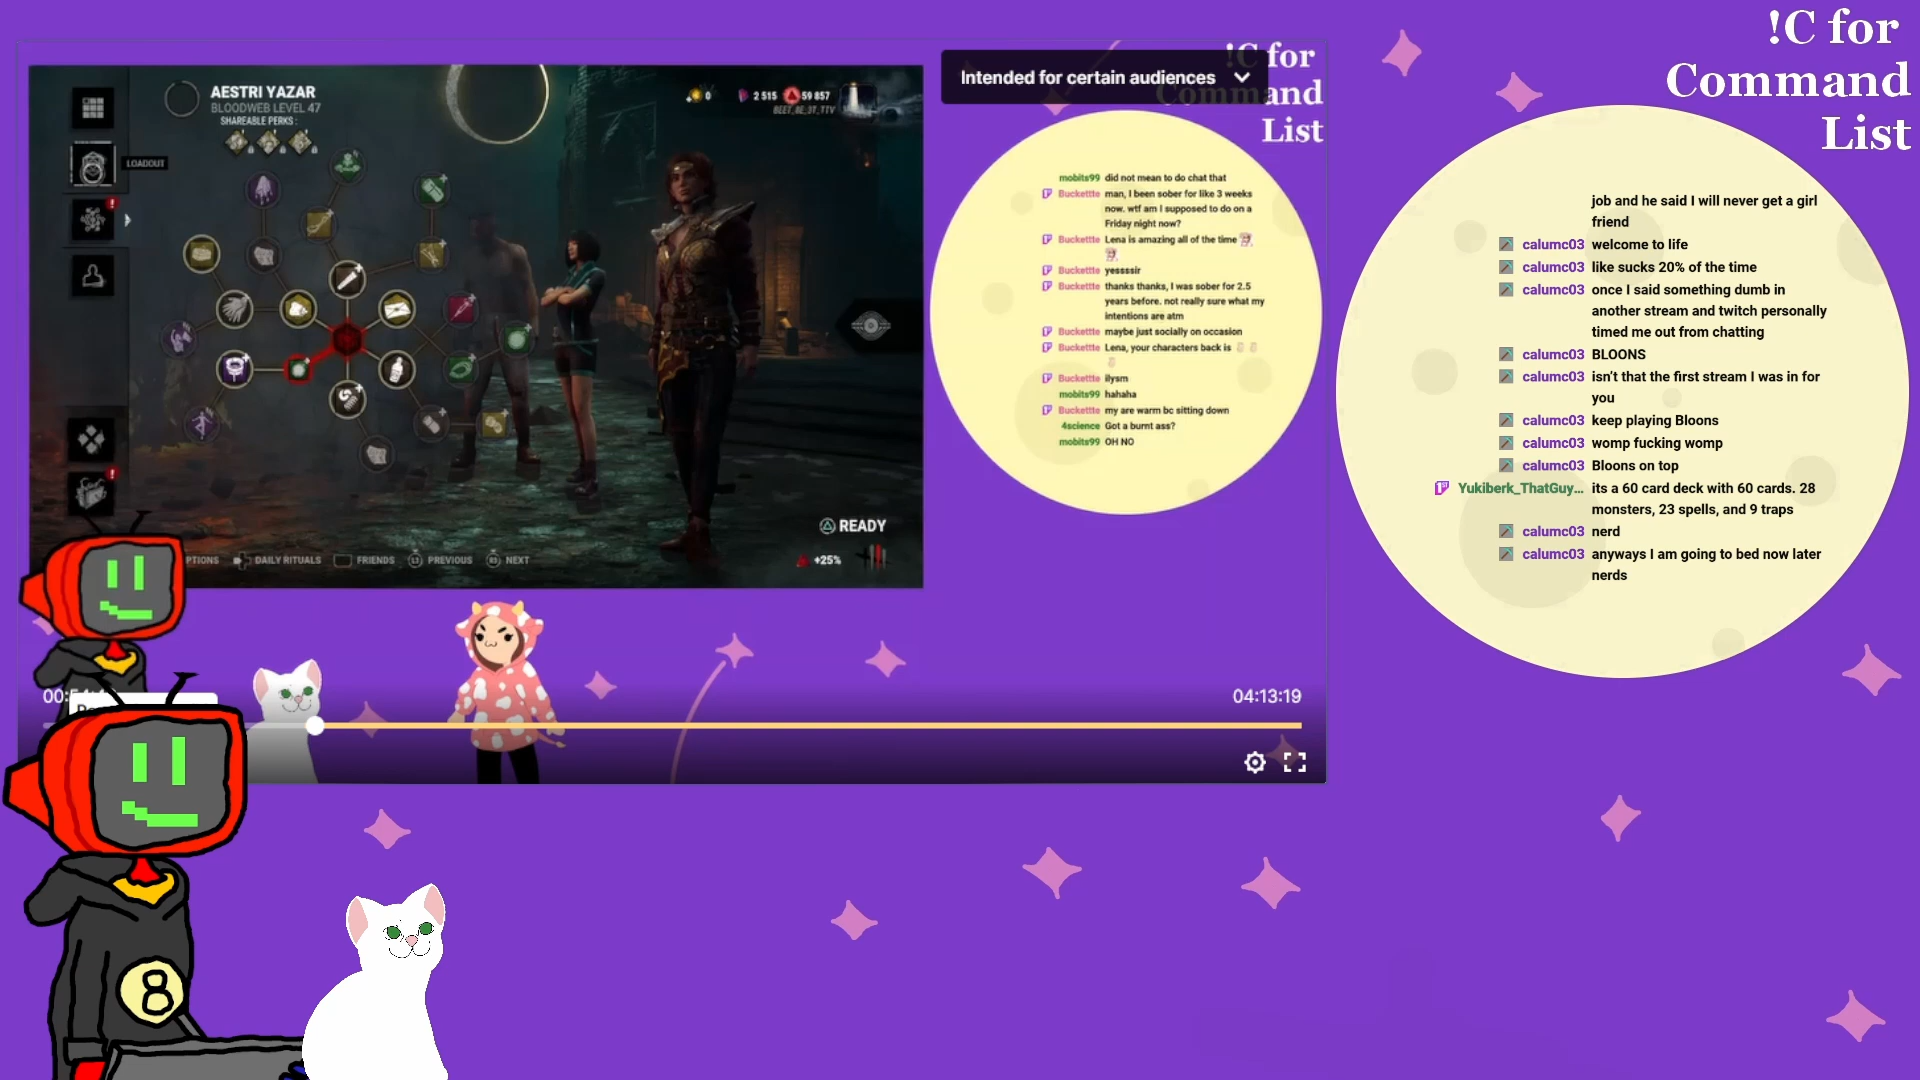 !C for
Command
List
!C for
Command
List
Intended for certain audiences
AESTRI YAZAR
BLOODWEB LEVEL 47
SHAREABLE PERKS :
0
2 515
59 857
BEET_BE_DT_TTV
LOADOUT
READY
+25%
PTIONS
DAILY RITUALS
FRIENDS
PREVIOUS
NEXT
mobits99 did not mean to do chat that
Buckettte man, I been sober for like 3 weeks
now. wtf am I supposed to do on a
Friday night now?
Buckettte Lena is amazing all of the time
Buckettte yessssir
Buckettte thanks thanks, I was sober for 2.5
years before. not really sure what my
intentions are atm
Buckettte maybe just socially on occasion
Buckettte Lena, your characters back is
Buckettte ilysm
mobits99 hahaha
Buckettte my are warm bc sitting down
4science Got a burnt ass?
mobits99 OH NO
job and he said I will never get a girl
friend
calumc03 welcome to life
calumc03 like sucks 20% of the time
calumc03 once I said something dumb in
another stream and twitch personally
timed me out from chatting
calumc03 BLOONS
calumc03 isn't that the first stream I was in for
you
calumc03 keep playing Bloons
calumc03 womp fucking womp
calumc03 Bloons on top
Yukiberk_ThatGuy... its a 60 card deck with 60 cards. 28
monsters, 23 spells, and 9 traps
calumc03 nerd
calumc03 anyways I am going to bed now later
nerds
04:13:19
8